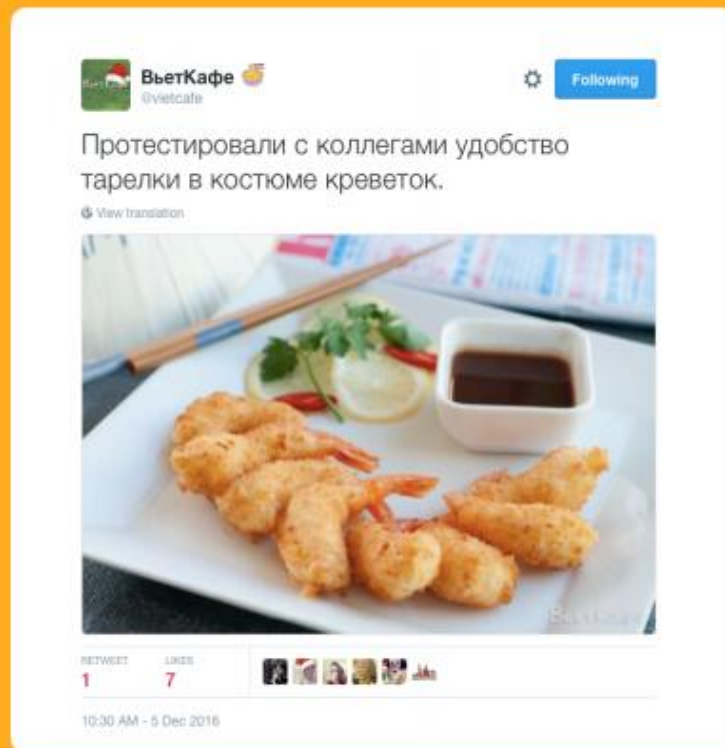 ВьетКафе
@vietcafe
Following
Протестировали с коллегами удобство
тарелки в костюме креветок.
View translation
ВьетКафе
RETWEET LIKES
1 7
10:30 AM - 5 Dec 2016